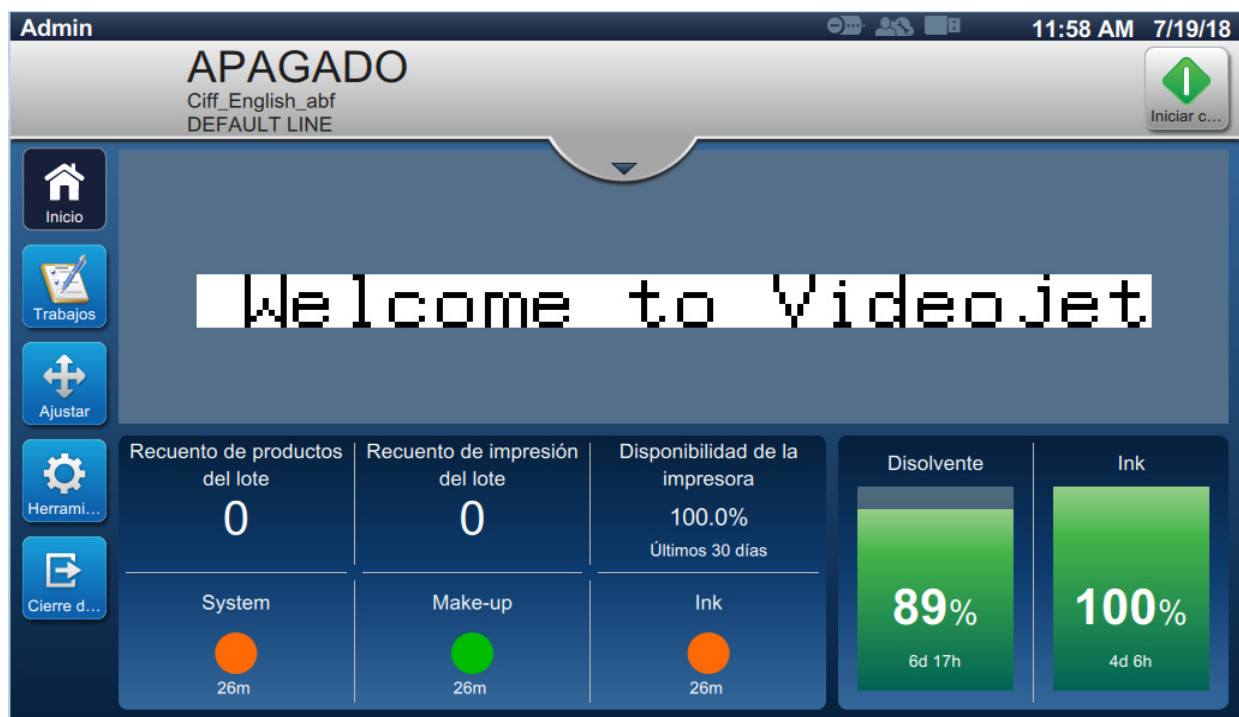 Admin
11:58 AM 7/19/18
APAGADO
Ciff_English_abf
DEFAULT LINE
Iniciar c...
Inicio
Trabajos
Ajustar
Herrami...
Cierre d...
Welcome to Videojet
Recuento de productos
del lote
0
Recuento de impresión
del lote
0
Disponibilidad de la
impresora
100.0%
Últimos 30 días
System
26m
Make-up
26m
Ink
26m
Disolvente
89%
6d 17h
Ink
100%
4d 6h